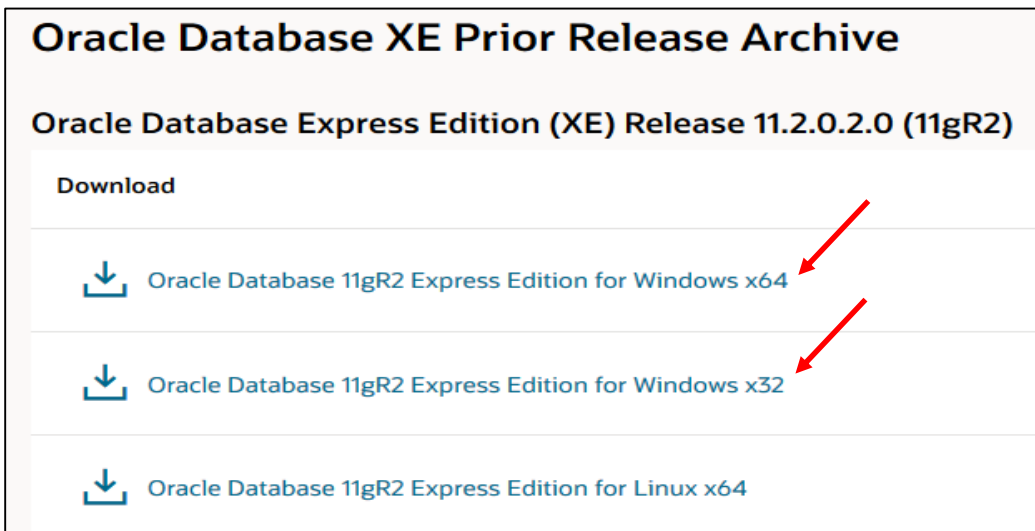 Oracle Database XE Prior Release Archive
Oracle Database Express Edition (XE) Release 11.2.0.2.0 (11gR2)
Download
Oracle Database 11gR2 Express Edition for Windows x64
Oracle Database 11gR2 Express Edition for Windows x32
Oracle Database 11gR2 Express Edition for Linux x64